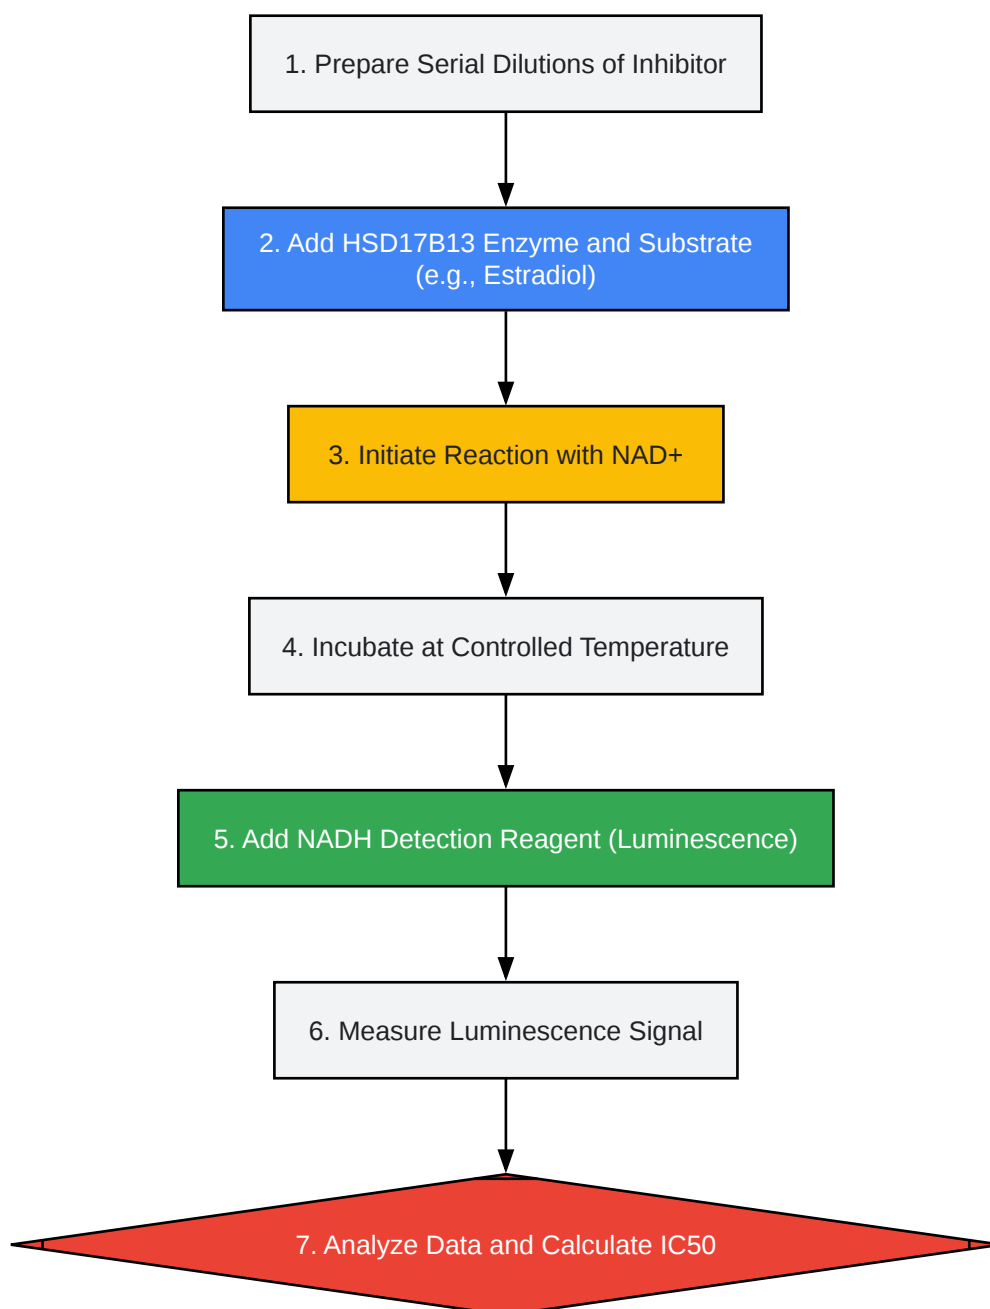 1. Prepare Serial Dilutions of Inhibitor
2. Add HSD17B13 Enzyme and Substrate
(e.g., Estradiol)
3. Initiate Reaction with NAD+
4. Incubate at Controlled Temperature
5. Add NADH Detection Reagent (Luminescence)
6. Measure Luminescence Signal
7. Analyze Data and Calculate IC50